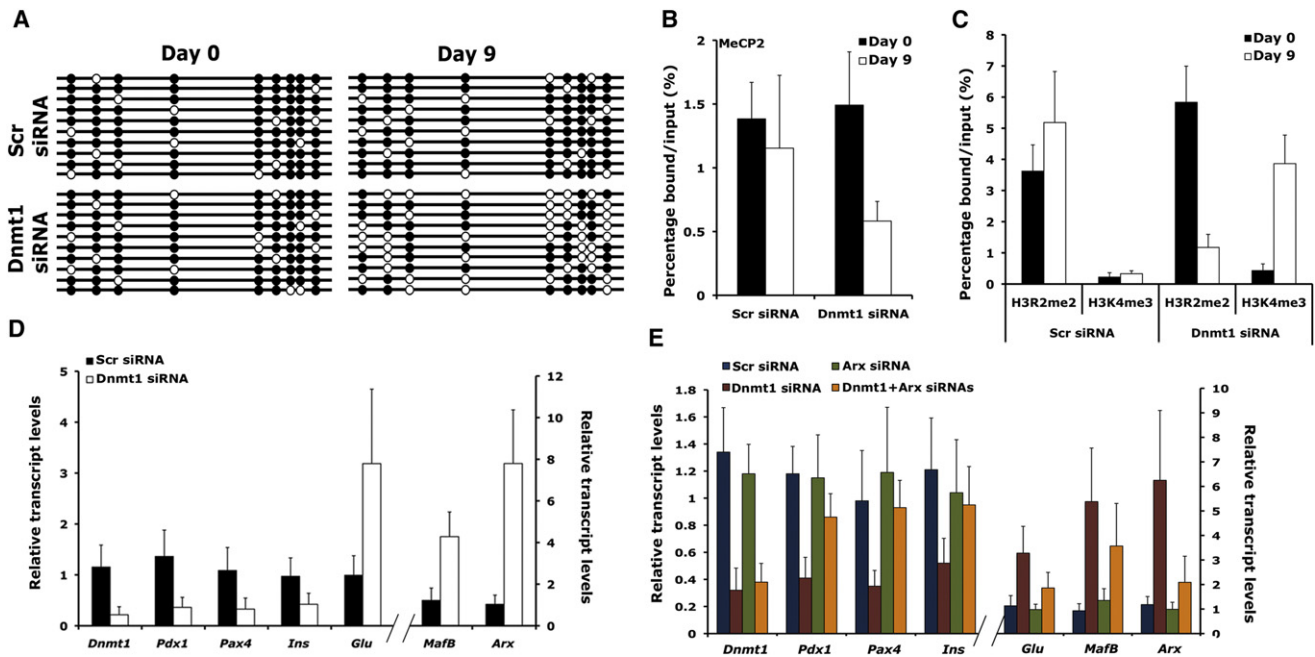 A
Day 0
Day 9
Scr siRNA
Dnmt1 siRNA
B
MeCP2
Day 0
Day 9
Percentage bound/input (%)
2
1.5
1
0.5
0
Scr siRNA
Dnmt1 siRNA
C
Day 0
Day 9
Percentage bound/input (%)
8
7
6
5
4
3
2
1
0
H3R2me2
H3K4me3
H3R2me2
H3K4me3
Scr siRNA
Dnmt1 siRNA
D
Scr siRNA
Dnmt1 siRNA
Relative transcript levels
5
4
3
2
1
0
12
10
8
6
4
2
0
Relative transcript levels
Dnmt1
Pdx1
Pax4
Ins
Glu
//
MafB
Arx
E
Scr siRNA
Arx siRNA
Dnmt1 siRNA
Dnmt1+Arx siRNAs
Relative transcript levels
1.8
1.6
1.4
1.2
1
0.8
0.6
0.4
0.2
0
10
9
8
7
6
5
4
3
2
1
0
Relative transcript levels
Dnmt1
Pdx1
Pax4
Ins
//
Glu
MafB
Arx